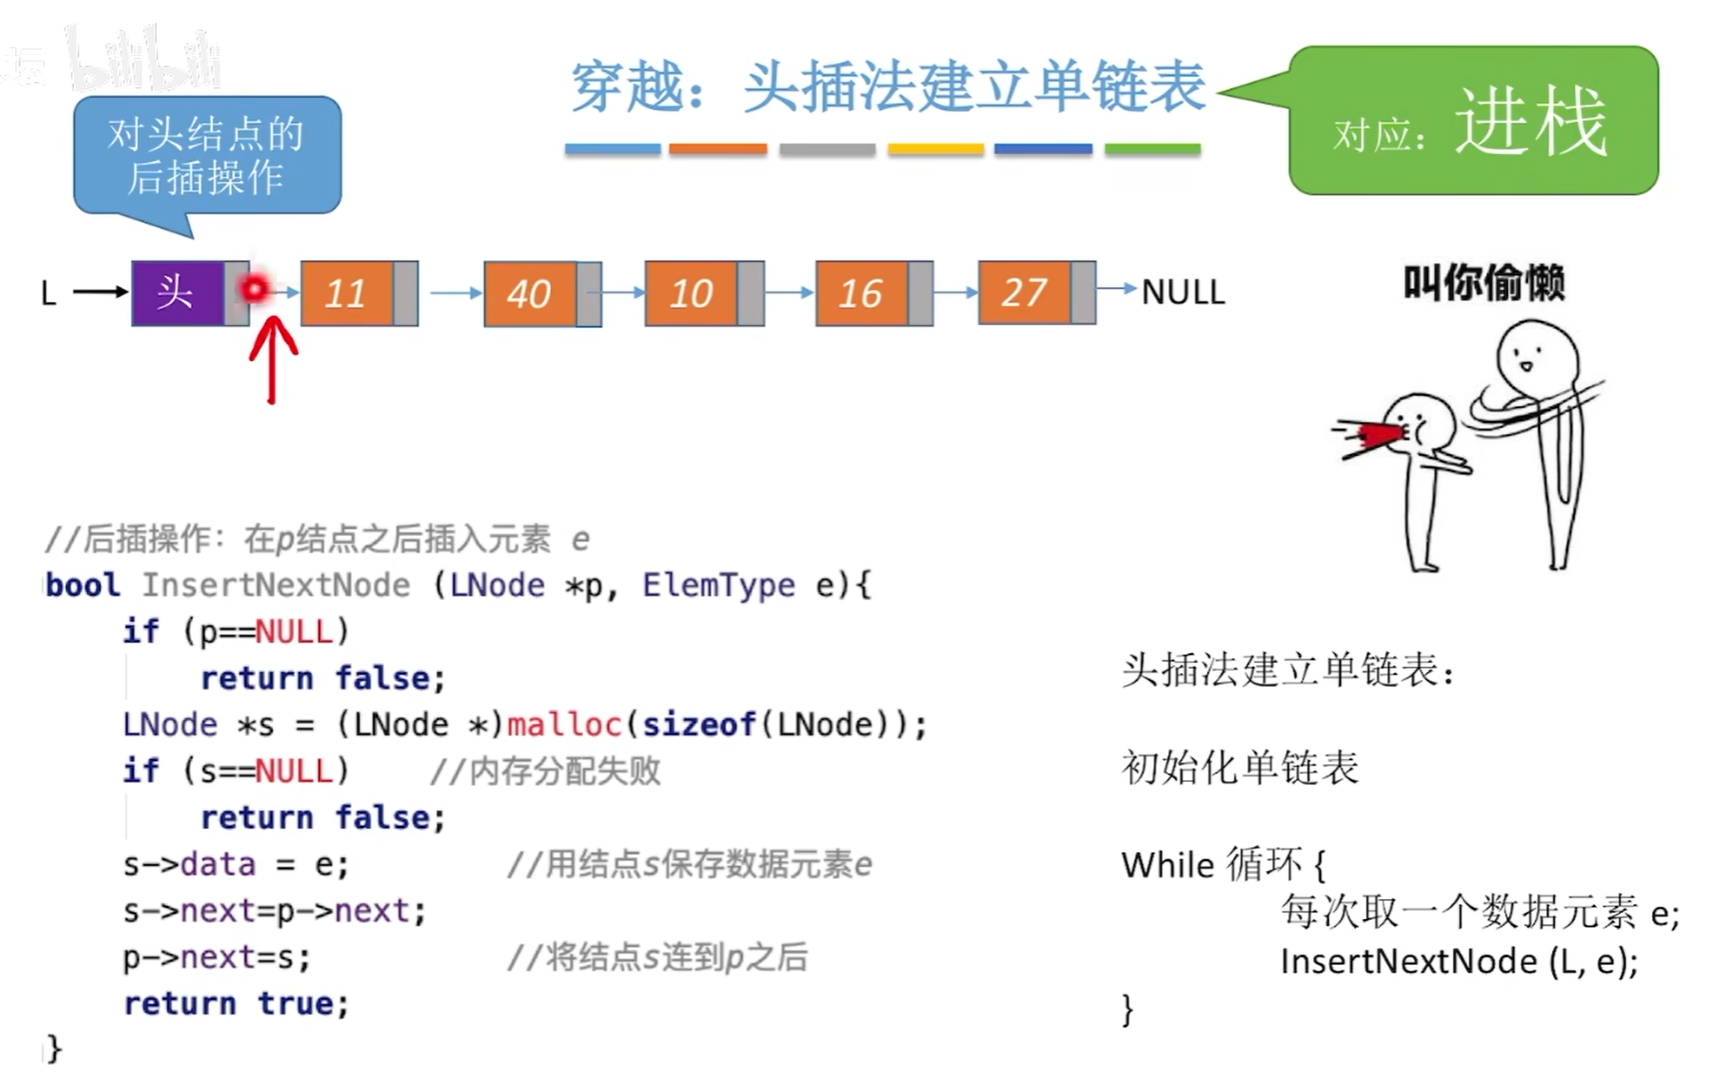 坛 bilibili
穿越：头插法建立单链表
对应：进栈
对头结点的
后插操作
L 头 11 40 10 16 27 NULL
叫你偷懒
//后插操作：在p结点之后插入元素 e
bool InsertNextNode (LNode *p, ElemType e){
if (p==NULL)
return false;
LNode *s = (LNode *)malloc(sizeof(LNode));
if (s==NULL) //内存分配失败
return false;
s->data = e; //用结点s保存数据元素e
s->next=p->next;
p->next=s; //将结点s连到p之后
return true;
}
头插法建立单链表：
初始化单链表
While 循环 {
每次取一个数据元素 e;
InsertNextNode (L, e);
}